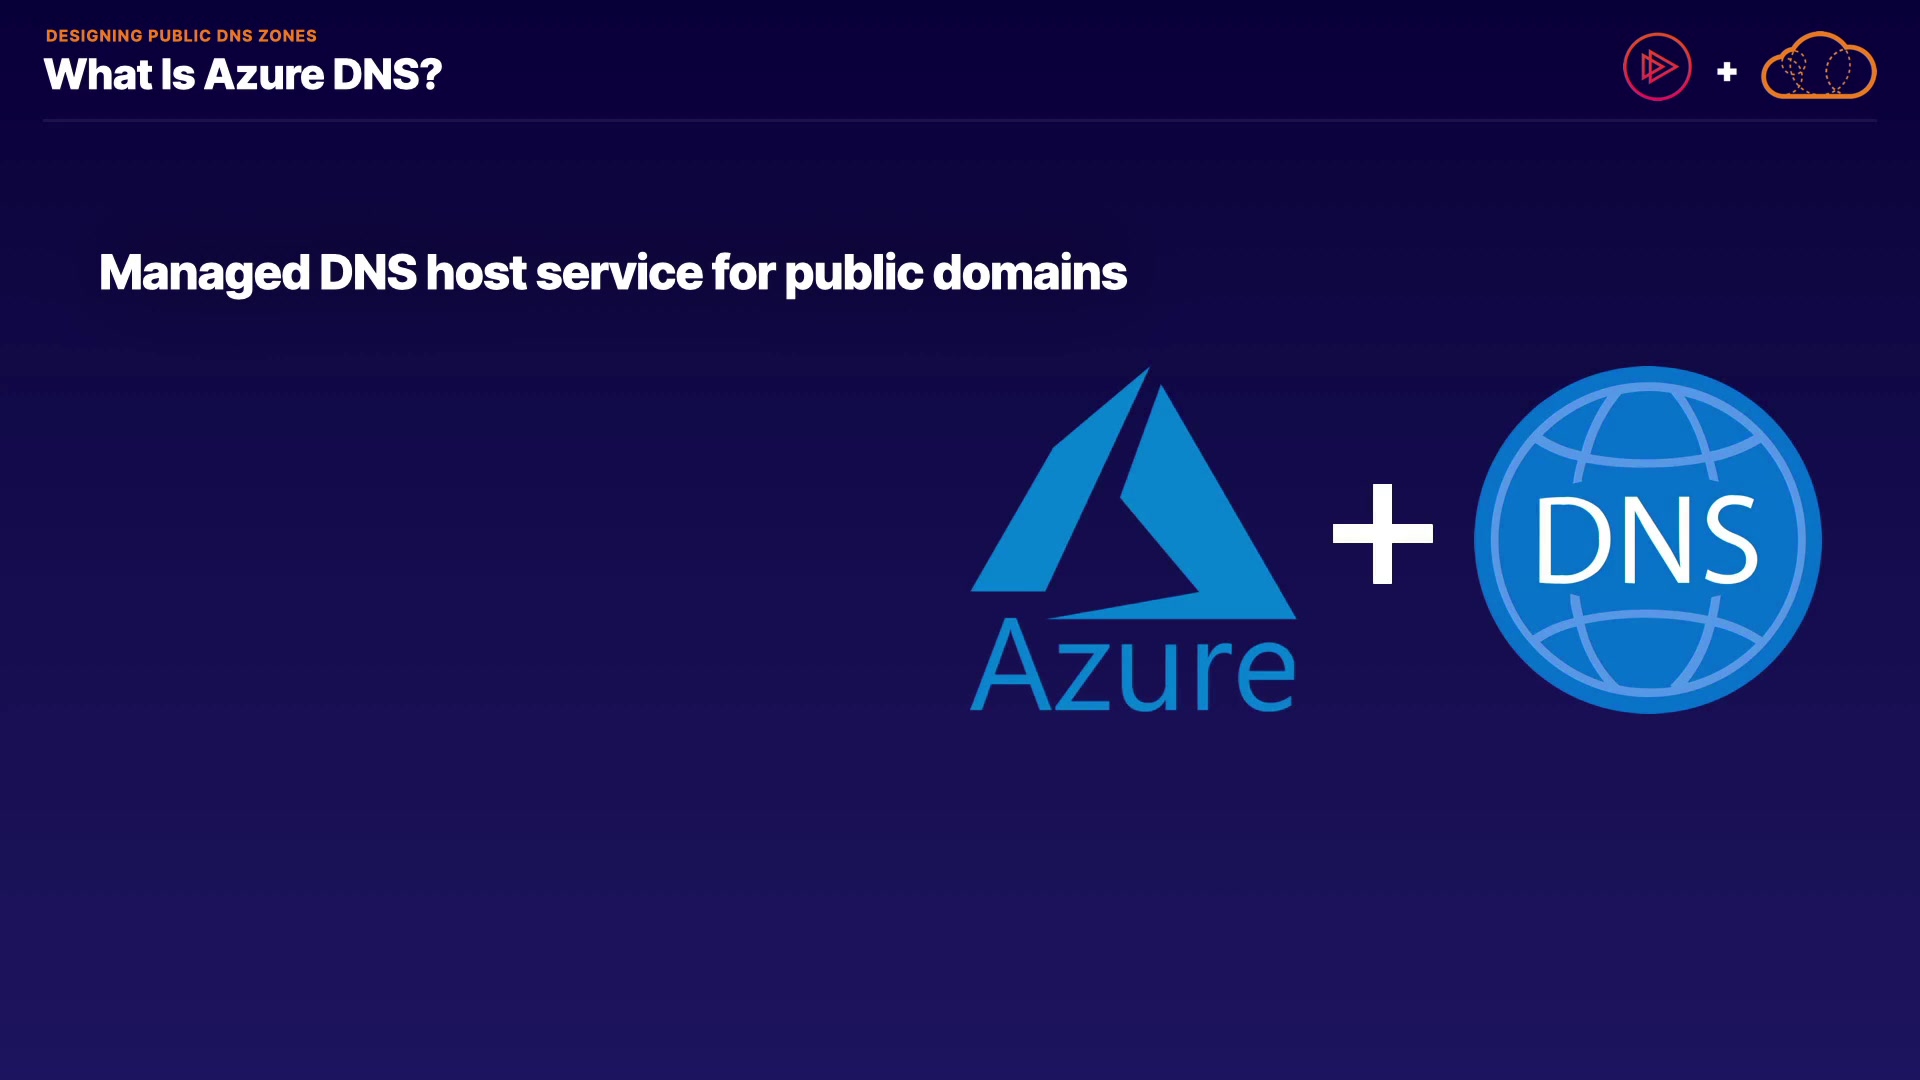 DESIGNING PUBLIC DNS ZONES
What Is Azure DNS?
Managed DNS host service for public domains
Azure
DNS